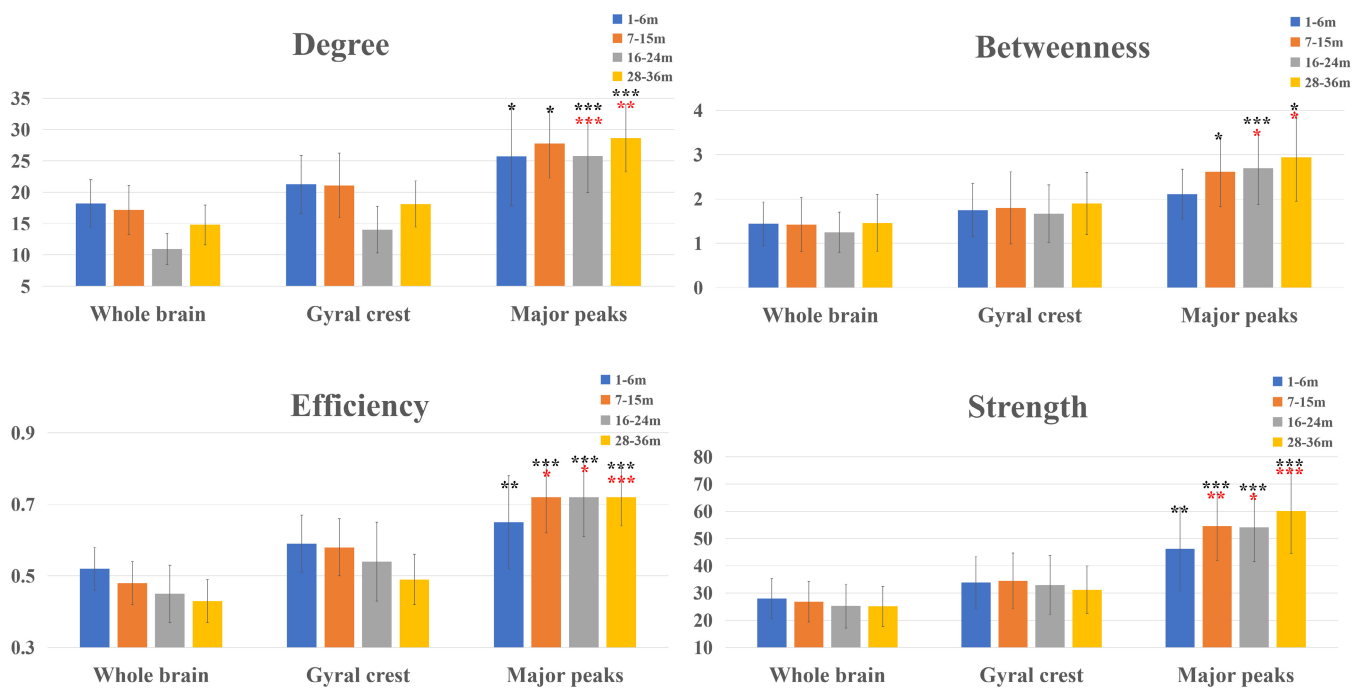 Degree
1-6m
7-15m
16-24m
28-36m
35
30
25
20
15
10
5
* * *** ***
*** **
Whole brain Gyral crest Major peaks
Betweenness
1-6m
7-15m
16-24m
28-36m
4
3
2
1
0
* *** *
* *
Whole brain Gyral crest Major peaks
Efficiency
1-6m
7-15m
16-24m
28-36m
0.9
0.7
0.5
0.3
** *** *** ***
* * ***
Whole brain Gyral crest Major peaks
Strength
1-6m
7-15m
16-24m
28-36m
80
70
60
50
40
30
20
10
** *** *** ***
** * ***
Whole brain Gyral crest Major peaks